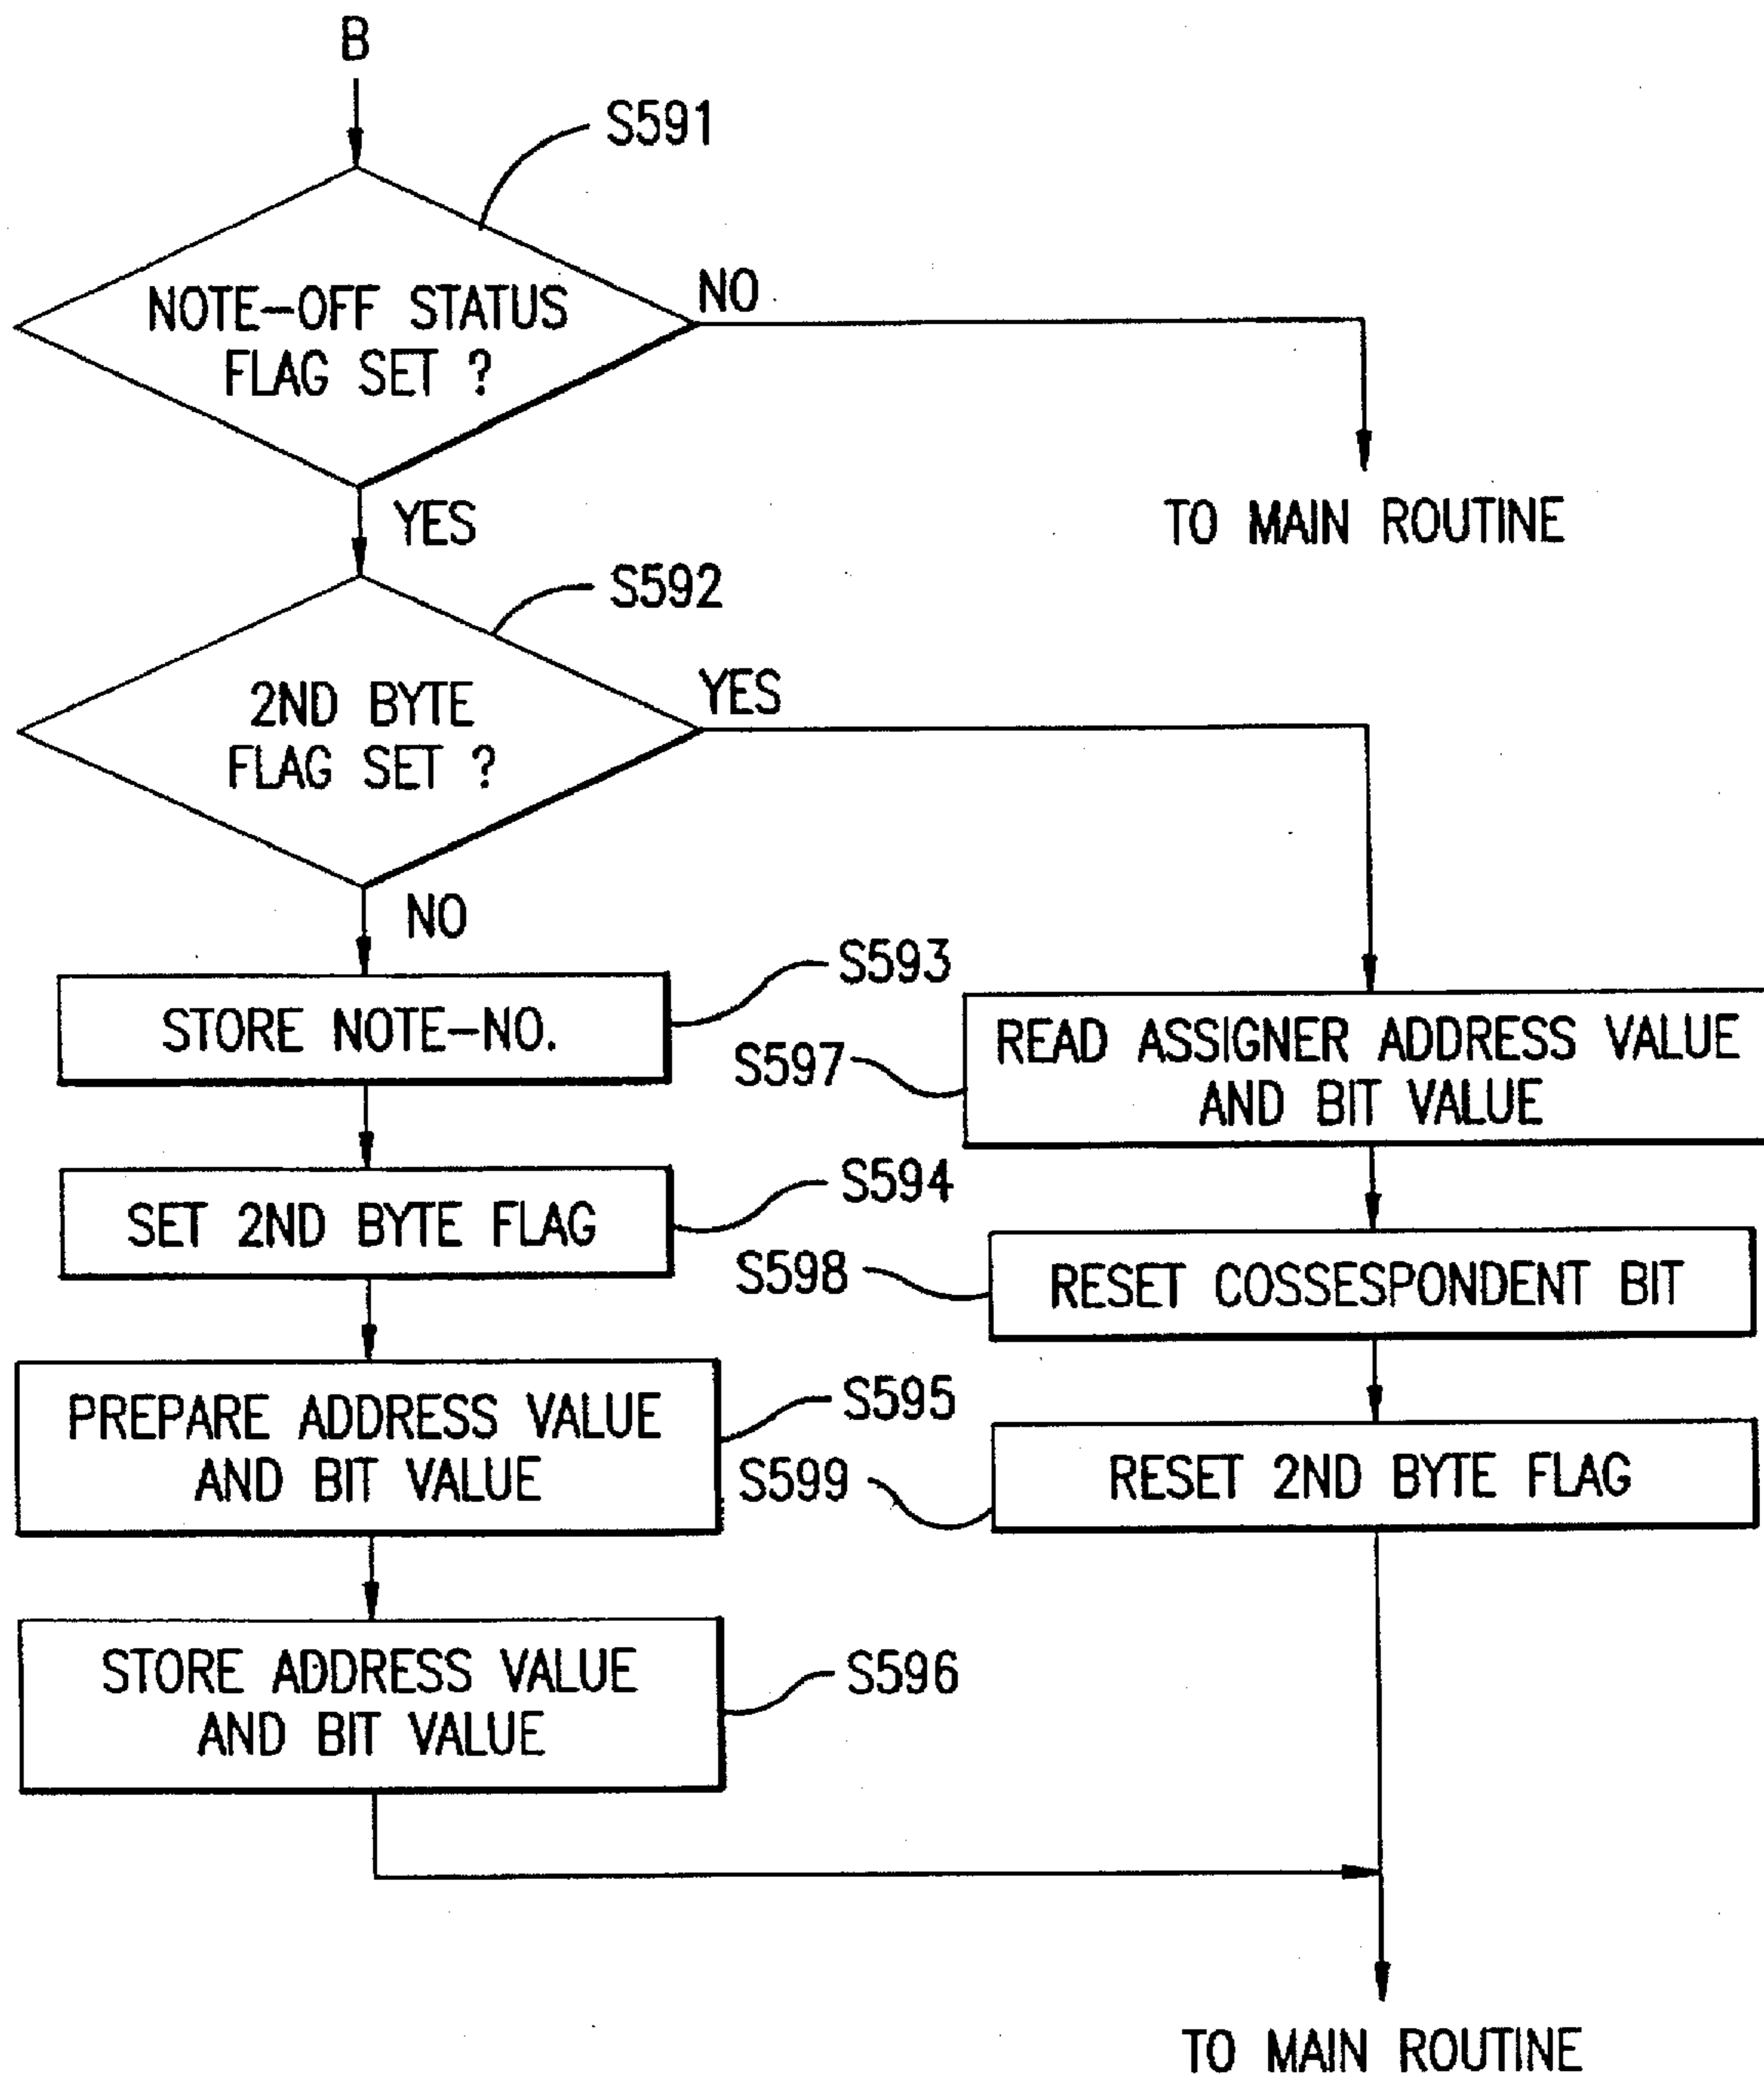 B
S591
NOTE-OFF STATUS
FLAG SET ?
NO
TO MAIN ROUTINE
YES
S592
2ND BYTE
FLAG SET ?
YES
NO
S593
STORE NOTE-NO.
S597
READ ASSIGNER ADDRESS VALUE
AND BIT VALUE
S594
SET 2ND BYTE FLAG
S598
RESET COSSESPONDENT BIT
S595
PREPARE ADDRESS VALUE
AND BIT VALUE
S599
RESET 2ND BYTE FLAG
S596
STORE ADDRESS VALUE
AND BIT VALUE
TO MAIN ROUTINE